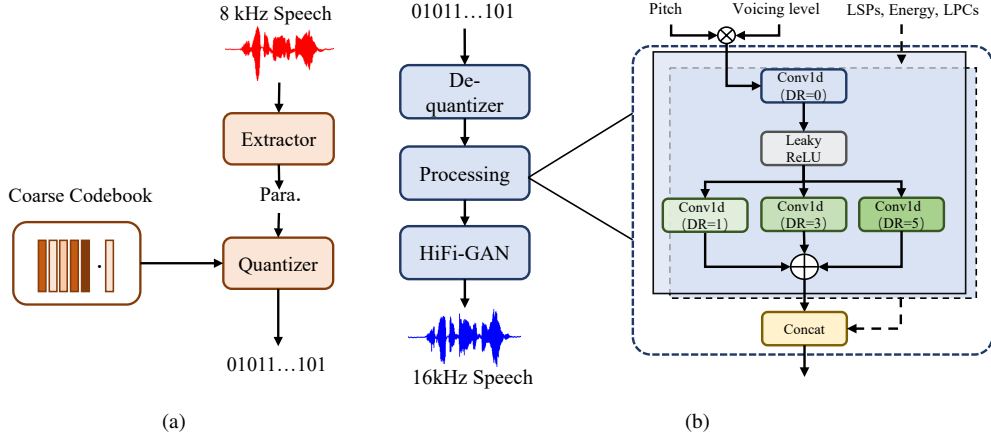 8 kHz Speech
Extractor
Para.
Coarse Codebook
Quantizer
01011...101
(a)
01011...101
De-
quantizer
Processing
HiFi-GAN
16kHz Speech
Pitch
Voicing level
LSPs, Energy, LPCs
Conv1d
(DR=0)
Leaky
ReLU
Conv1d
(DR=1)
Conv1d
(DR=3)
Conv1d
(DR=5)
Concat
(b)